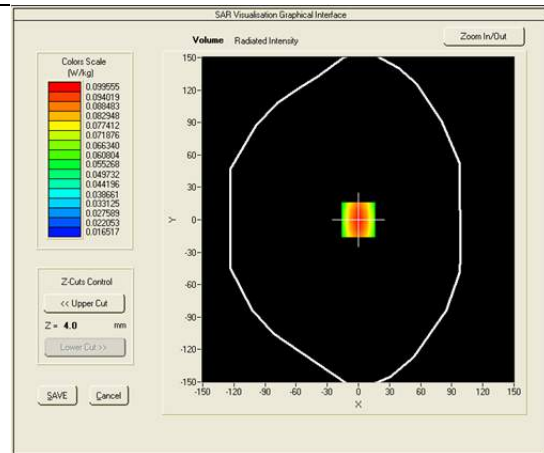 SAR Visualisation Graphical Interface
Volume Radiated Intensity
Zoom In/Out
Colors Scale
(W/kg)
0.099555
0.094019
0.088483
0.082948
0.077412
0.071876
0.066340
0.060804
0.055268
0.049732
0.044196
0.038661
0.033125
0.027589
0.022053
0.016517
Z-Cuts Control
<< Upper Cut
Z = 4.0 mm
Lower Cut >>
SAVE Cancel
150
120
90
60
30
0
-30
-60
-90
-120
-150
Y
-150 -120 -90 -60 -30 0 30 60 90 120 150
X